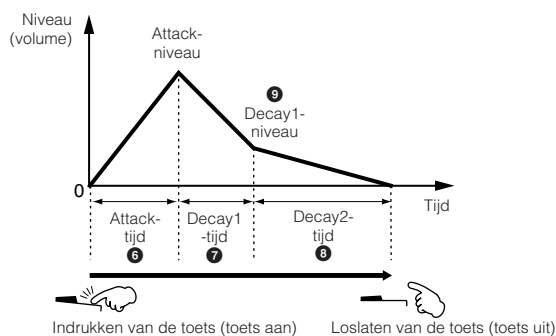 Niveau
(volume)
Attack-
niveau
❾
Decay1-
niveau
0
Tijd
Attack-
tijd
❻
Decay1
-tijd
❼
Decay2-
tijd
❽
Indrukken van de toets (toets aan)
Loslaten van de toets (toets uit)